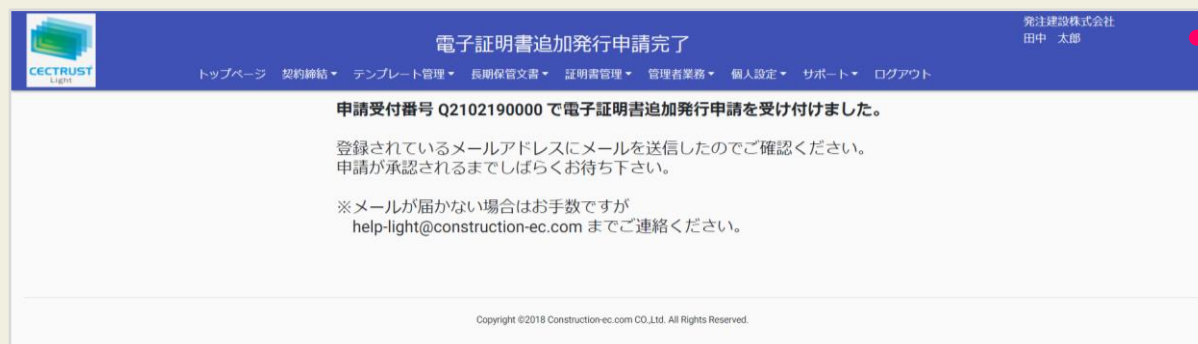 発注建設株式会社
田中 太郎
電子証明書追加発行申請完了
CECTRUST
Light
トップページ 契約締結 テンプレート管理 長期保管文書 証明書管理 管理者業務 個人設定 サポート ログアウト
申請受付番号 Q2102190000 で電子証明書追加発行申請を受け付けました。
登録されているメールアドレスにメールを送信したのでご確認ください。
申請が承認されるまでしばらくお待ち下さい。
※メールが届かない場合はお手数ですが
help-light@construction-ec.com までご連絡ください。
Copyright ©2018 Construction-ec.com CO.,Ltd. All Rights Reserved.